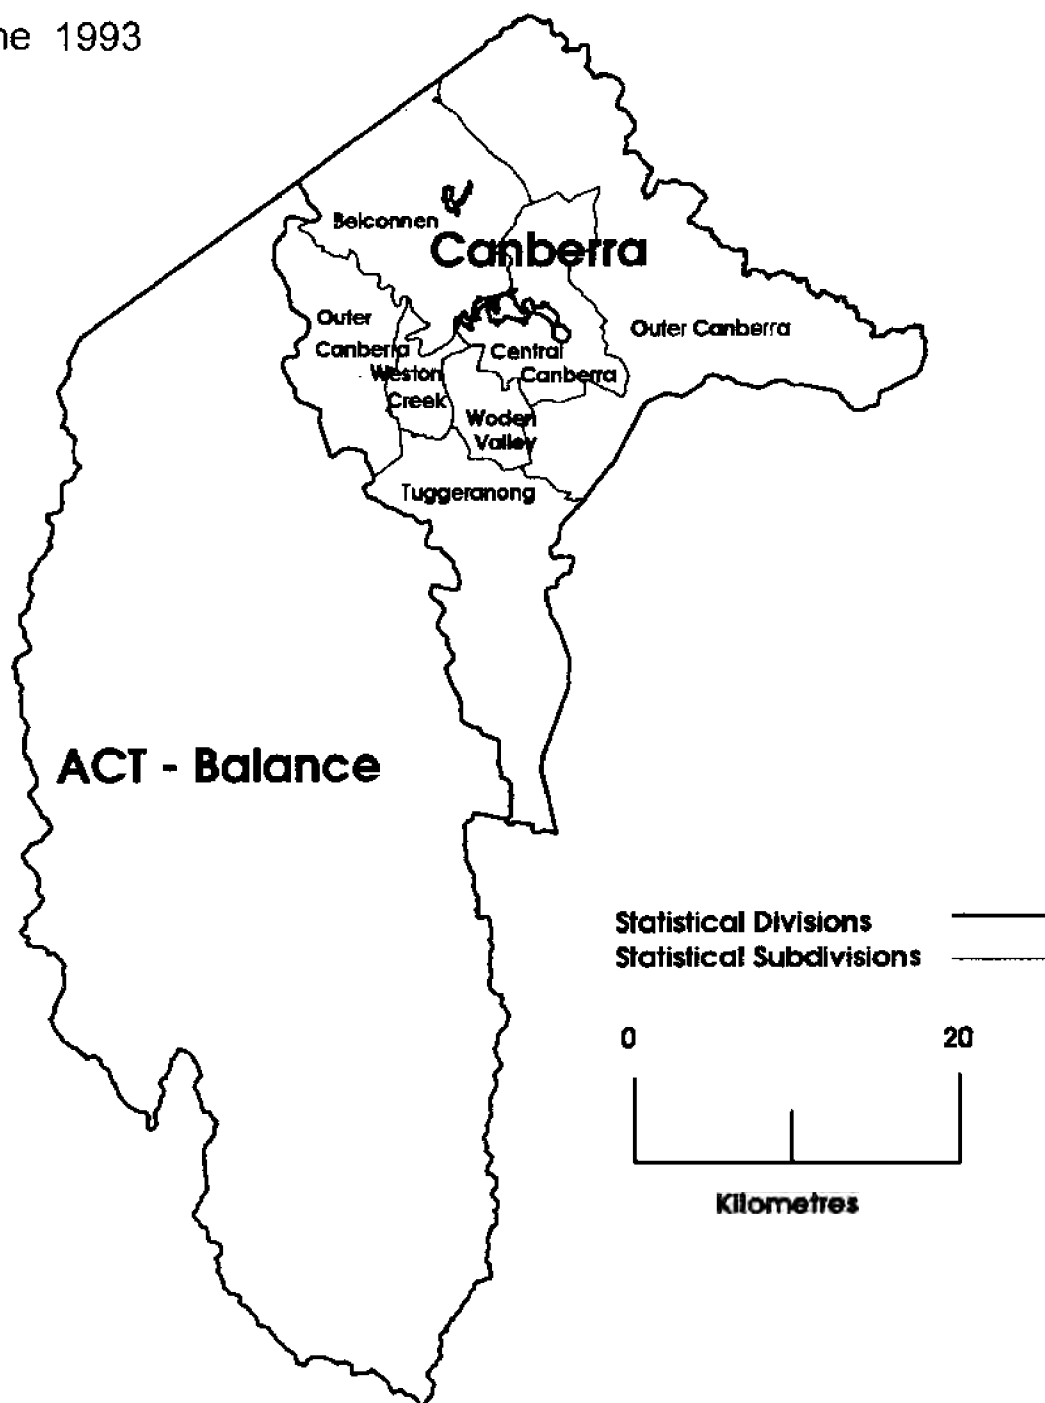 ne 1993
Belconnen
Canberra
Outer
Canberra
Outer Canberra
Central
Canberra
Weston
Creek
Woden
Valley
Tuggeranong
ACT - Balance
Statistical Divisions
Statistical Subdivisions
0 20
Kilometres